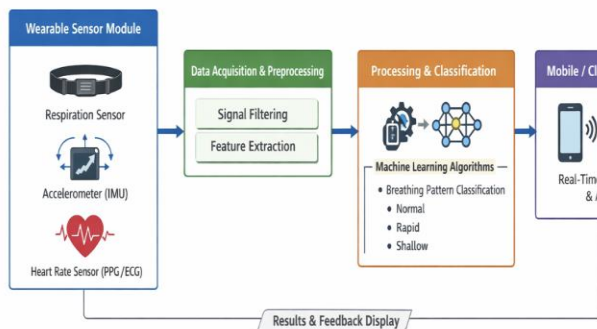 Wearable Sensor Module
Respiration Sensor
Accelerometer (IMU)
Heart Rate Sensor (PPG/ECG)
Data Acquisition & Preprocessing
Signal Filtering
Feature Extraction
Processing & Classification
Machine Learning Algorithms
• Breathing Pattern Classification
• Normal
• Rapid
• Shallow
Mobile / Cl
Real-Time
&
Results & Feedback Display